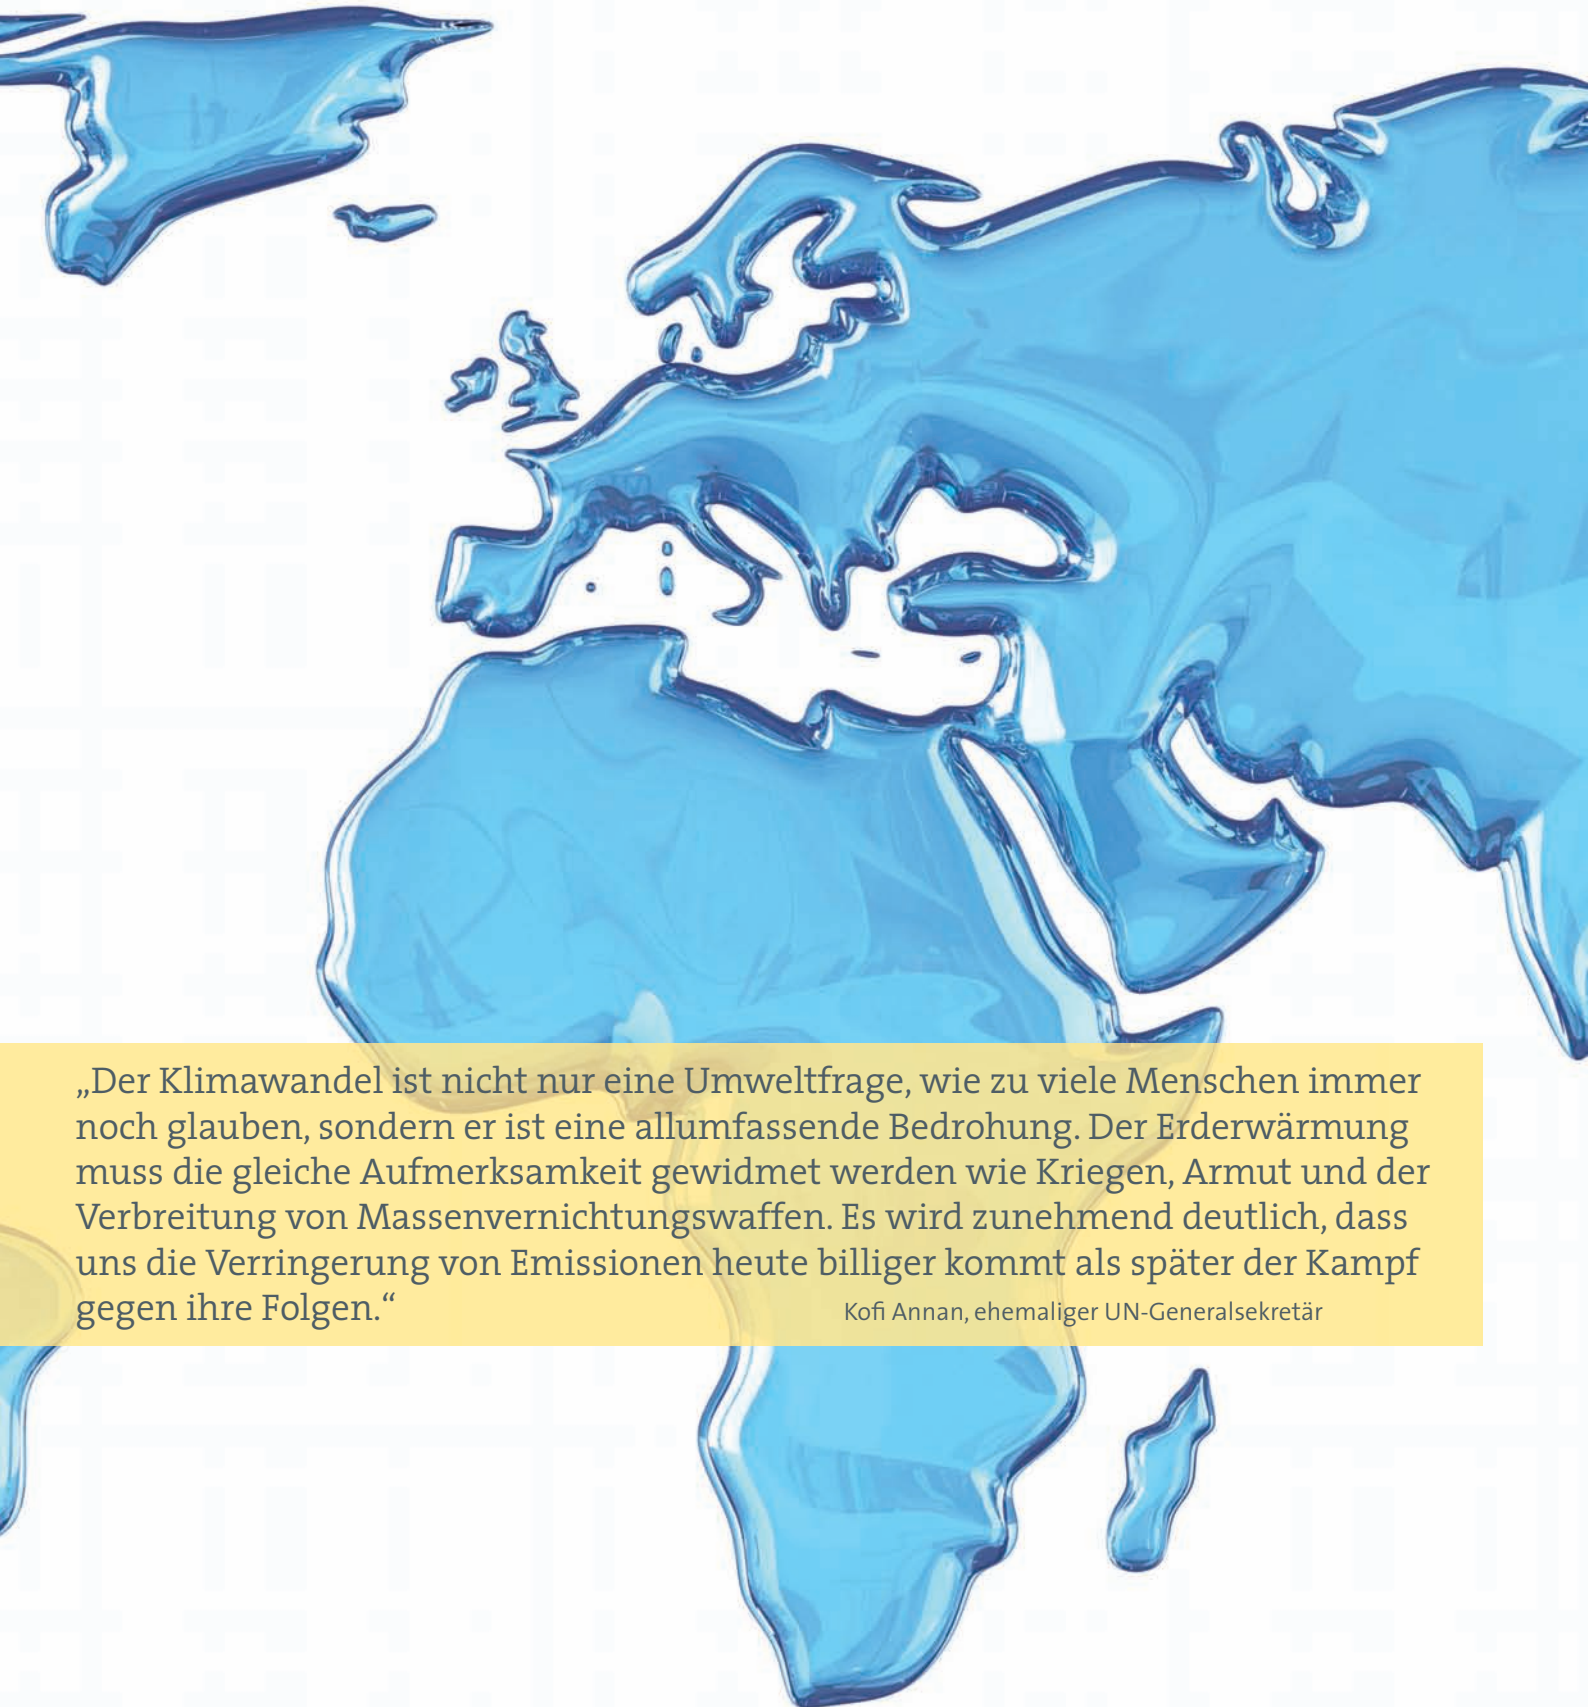 „Der Klimawandel ist nicht nur eine Umweltfrage, wie zu viele Menschen immer
noch glauben, sondern er ist eine allumfassende Bedrohung. Der Erderwärmung
muss die gleiche Aufmerksamkeit gewidmet werden wie Kriegen, Armut und der
Verbreitung von Massenvernichtungswaffen. Es wird zunehmend deutlich, dass
uns die Verringerung von Emissionen heute billiger kommt als später der Kampf
gegen ihre Folgen.“
Kofi Annan, ehemaliger UN-Generalsekretär